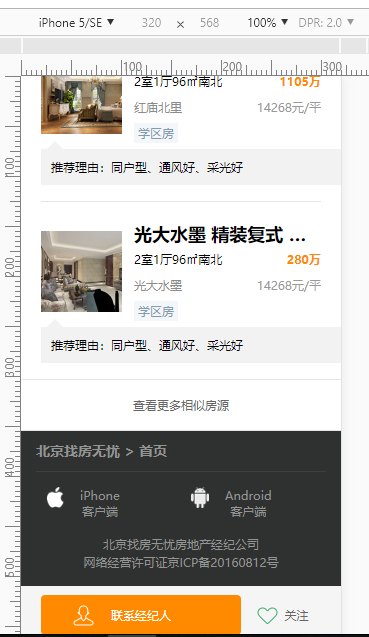 iPhone 5/SE ▼ 320 × 568 100% ▼ DPR: 2.0 ▼
100 200 300
2室1厅96㎡南北 1105万
红庙北里 14268元/平
学区房
100
推荐理由：同户型、通风好、采光好
光大水墨 精装复式 ...
200
2室1厅96㎡南北 280万
光大水墨 14268元/平
学区房
推荐理由：同户型、通风好、采光好
300
查看更多相似房源
北京找房无忧 > 首页
400
iPhone
客户端
Android
客户端
北京找房无忧房地产经纪公司
网络经营许可证京ICP备20160812号
500
联系经纪人 关注